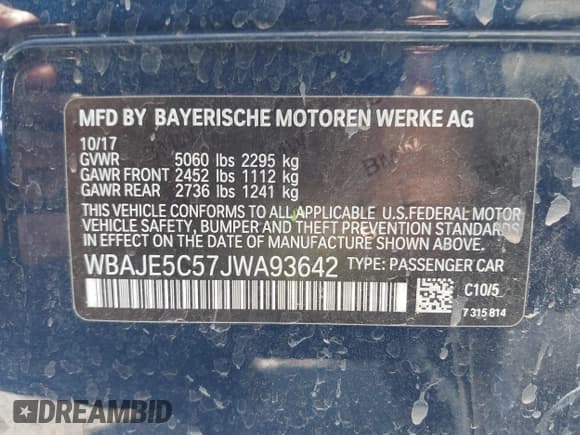 MFD BY BAYERISCHE MOTOREN WERKE AG
10/17
GVWR 5060 lbs 2295 kg
GAWR FRONT 2452 lbs 1112 kg
GAWR REAR 2736 lbs 1241 kg
THIS VEHICLE CONFORMS TO ALL APPLICABLE U.S.FEDERAL MOTOR
VEHICLE SAFETY, BUMPER, AND THEFT PREVENTION STANDARDS
IN EFFECT ON THE DATE OF MANUFACTURE SHOWN ABOVE.
WBAJE5C57JWA93642 TYPE: PASSENGER CAR
C10/5
7 315 814
DREAMBID